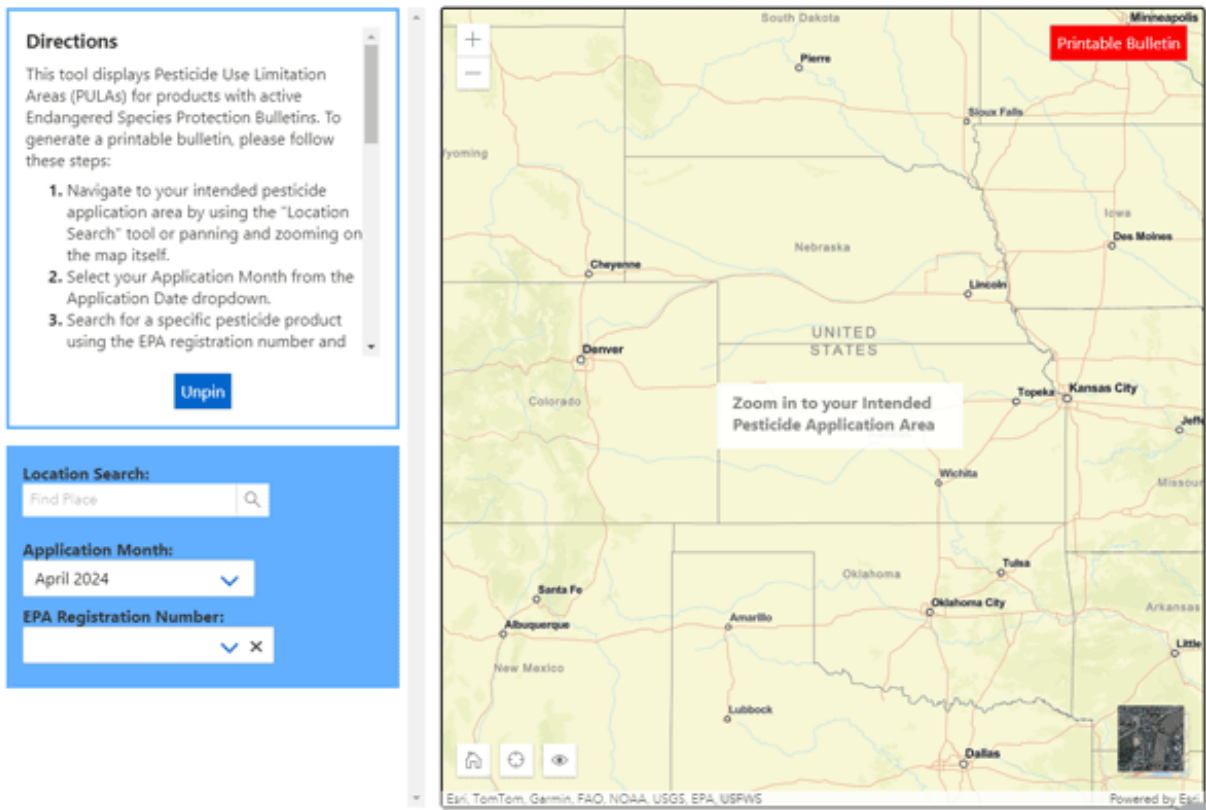 Directions
This tool displays Pesticide Use Limitation
Areas (PULAs) for products with active
Endangered Species Protection Bulletins. To
generate a printable bulletin, please follow
these steps:
1. Navigate to your intended pesticide
application area by using the "Location
Search" tool or panning and zooming on
the map itself.
2. Select your Application Month from the
Application Date dropdown.
3. Search for a specific pesticide product
using the EPA registration number and
Unpin
Location Search:
Find Place
Application Month:
April 2024
EPA Registration Number:
South Dakota
Minneapolis
Printable Bulletin
Pierre
Sioux Falls
yoming
Iowa
Des Moines
Nebraska
Cheyenne
Lincoln
UNITED
STATES
Denver
Colorado
Topeka
Kansas City
Zoom in to your Intended
Pesticide Application Area
Jeffe
Wichita
Missour
Tulsa
Oklahoma
Santa Fe
Oklahoma City
Arkansas
Amarillo
Albuquerque
Little
New Mexico
Lubbock
Dallas
Esri, TomTom, Garmin, FAO, NOAA, USGS, EPA, USFWS
Powered by Esri